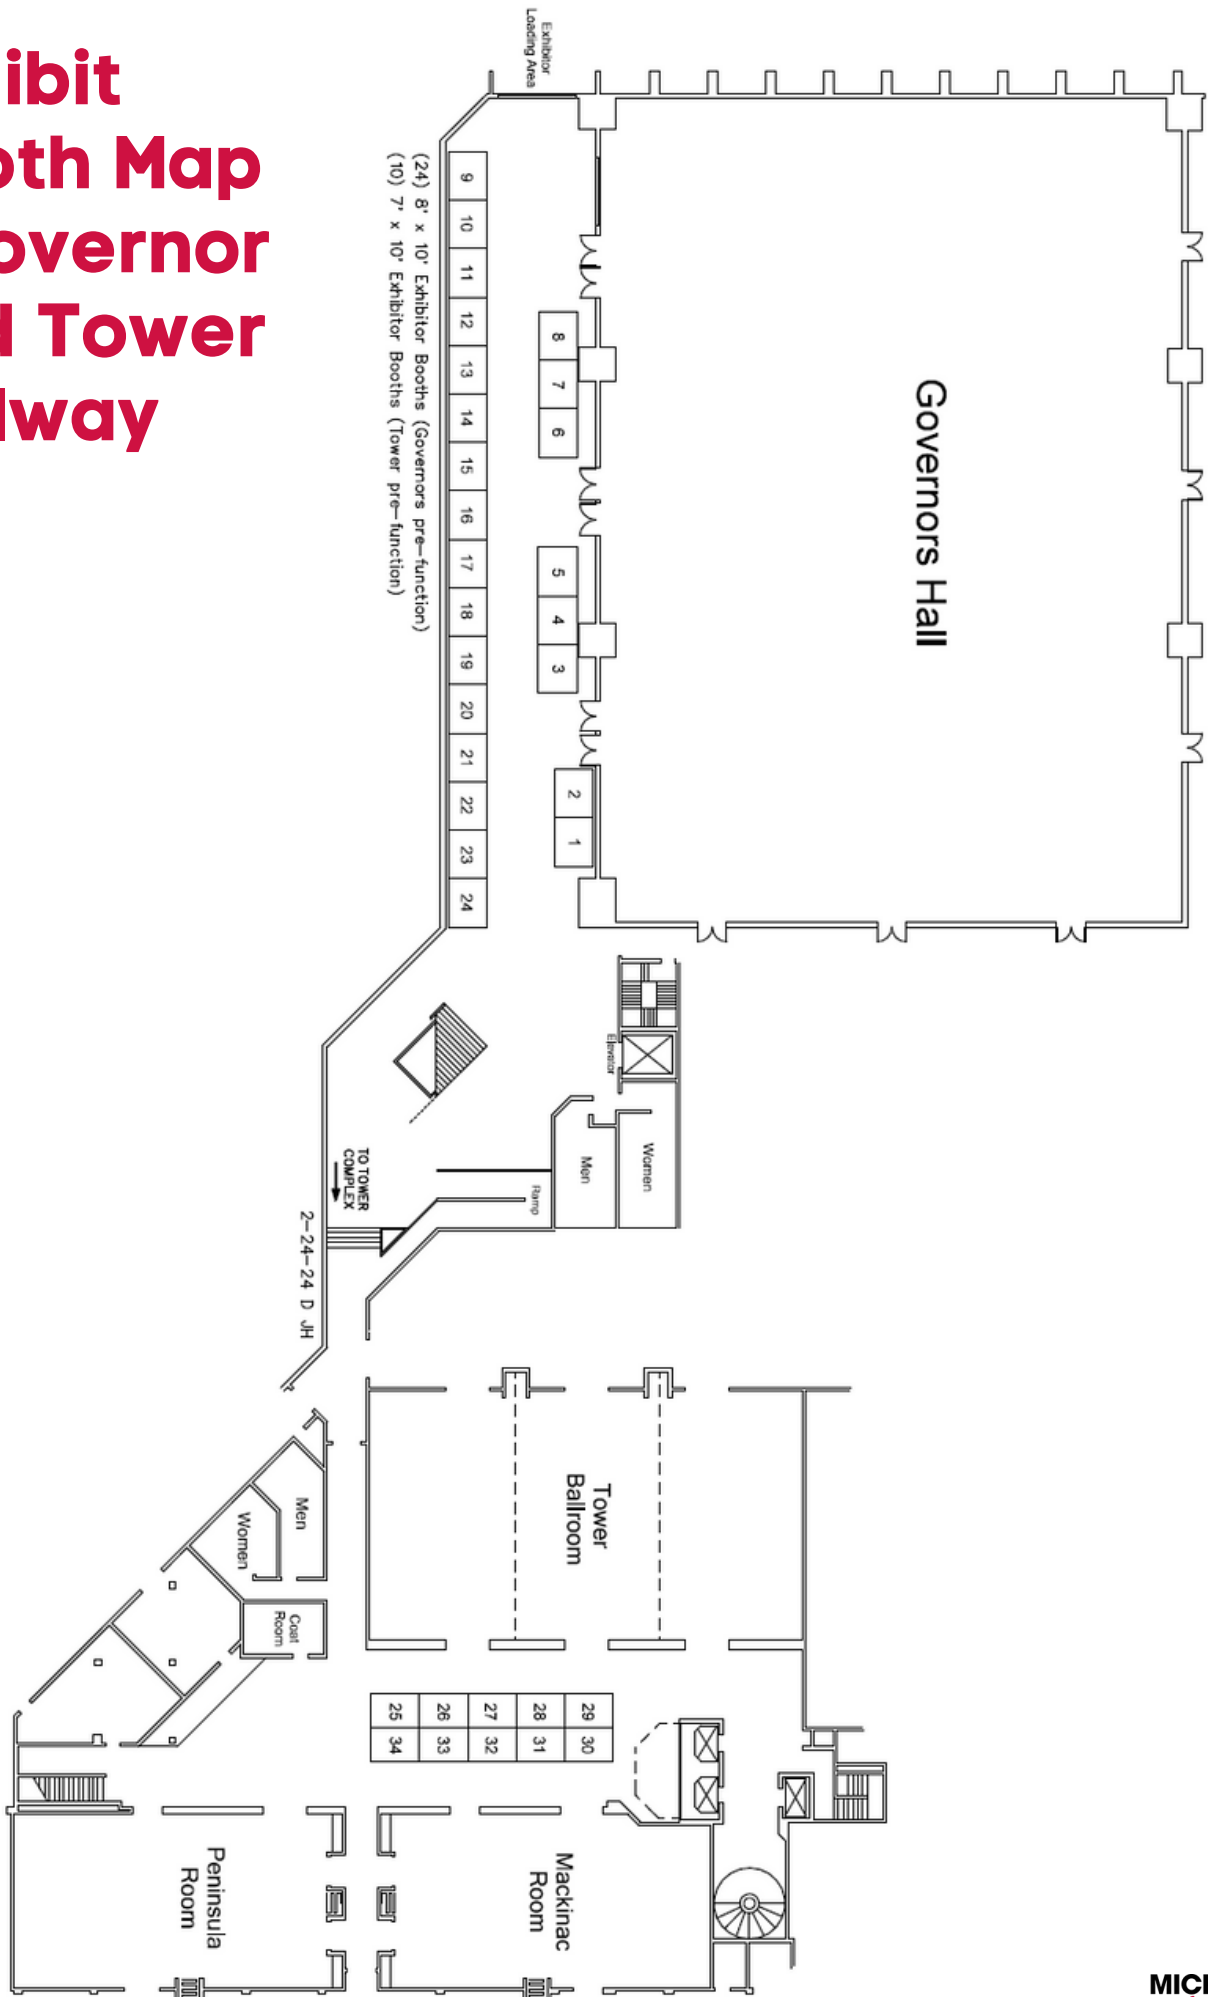 ibit
oth Map
overnor
d Tower
lway
Exhibitor
Loading Area
(24) 8' x 10' Exhibitor Booths (Governors pre-function)
(10) 7' x 10' Exhibitor Booths (Tower pre-function)
9
10
11
12
13
14
15
16
17
18
19
20
21
22
23
24
8
7
6
5
4
3
2
1
Governors Hall
Elevator
Women
Men
Ramp
TO TOWER
COMPLEX
2-24-24 D JH
Tower
Ballroom
Men
Women
Coat
Room
29 30
28 31
27 32
26 33
25 34
Mackinac
Room
Peninsula
Room
MICH